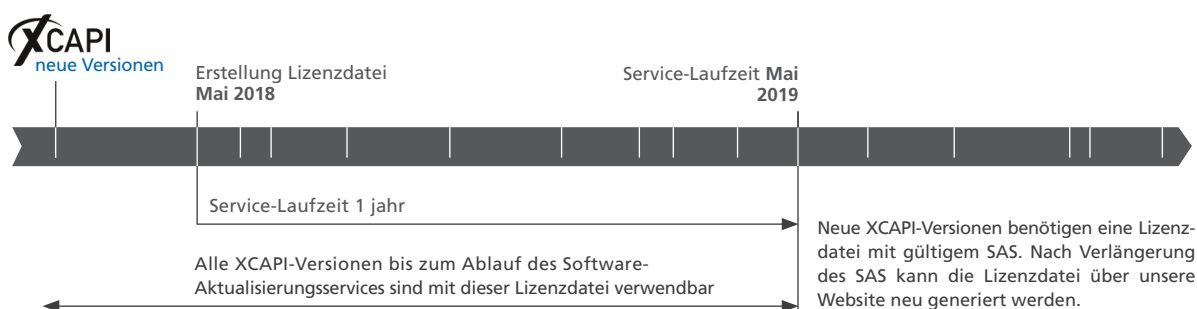 XCAPI
neue Versionen
Erstellung Lizenzdatei
Mai 2018
Service-Laufzeit Mai
2019
Service-Laufzeit 1 jahr
Alle XCAPI-Versionen bis zum Ablauf des Software-
Aktualisierungsservices sind mit dieser Lizenzdatei verwendbar
Neue XCAPI-Versionen benötigen eine Lizenz-
datei mit gültigem SAS. Nach Verlängerung
des SAS kann die Lizenzdatei über unsere
Website neu generiert werden.